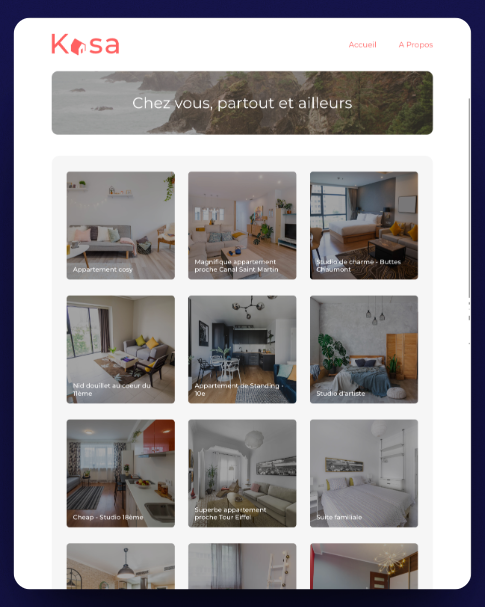 Kasa
Accueil
A Propos
Chez vous, partout et ailleurs
Appartement cosy
Magnifique appartement
proche Canal Saint Martin
Studio de charme - Buttes
Chaumont
Nid douillet au coeur du
11ème
Appartement de Standing
10e
Studio d'artiste
Cheap - Studio 18ème
Superbe appartement
proche Tour Eiffel
Suite familiale